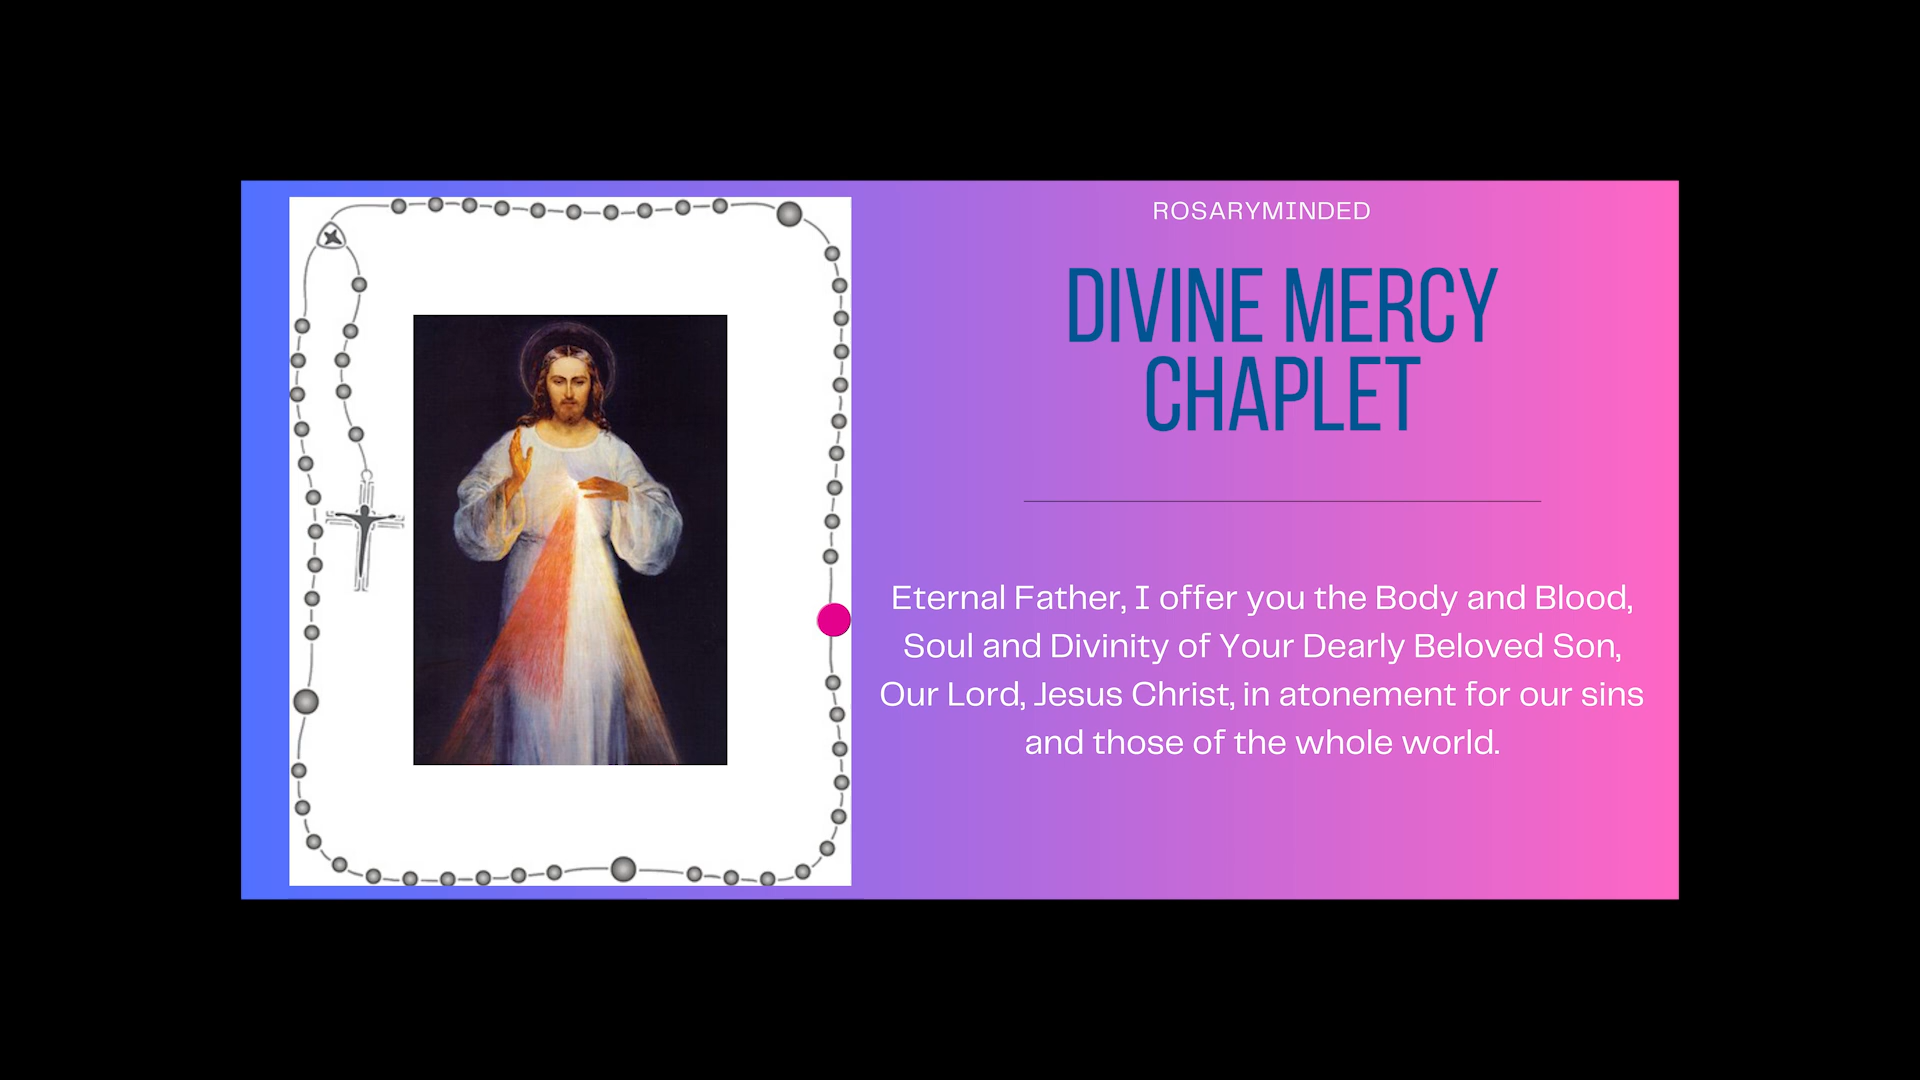 ROSARYMINDED
DIVINE MERCY
CHAPLET
Eternal Father, I offer you the Body and Blood,
Soul and Divinity of Your Dearly Beloved Son,
Our Lord, Jesus Christ, in atonement for our sins
and those of the whole world.